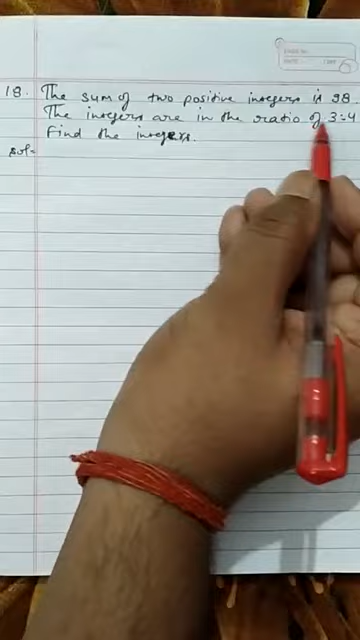 18. The sum of two positive integers is 98.
The integers are in the ratio of 3:4
Find the integers.
Sol=